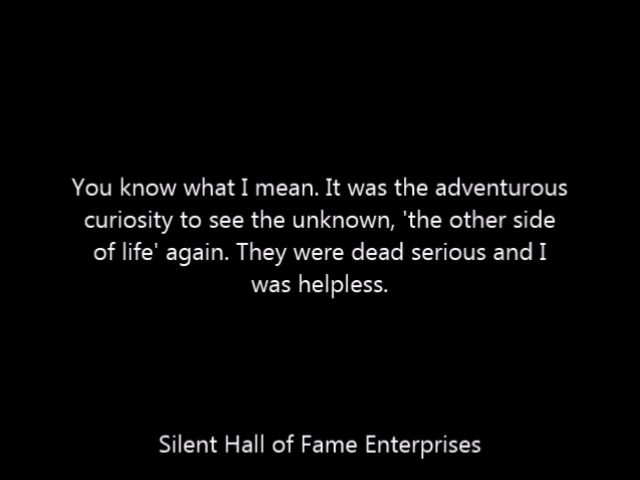 You know what I mean. It was the adventurous
curiosity to see the unknown, 'the other side
of life' again. They were dead serious and I
was helpless.
Silent Hall of Fame Enterprises